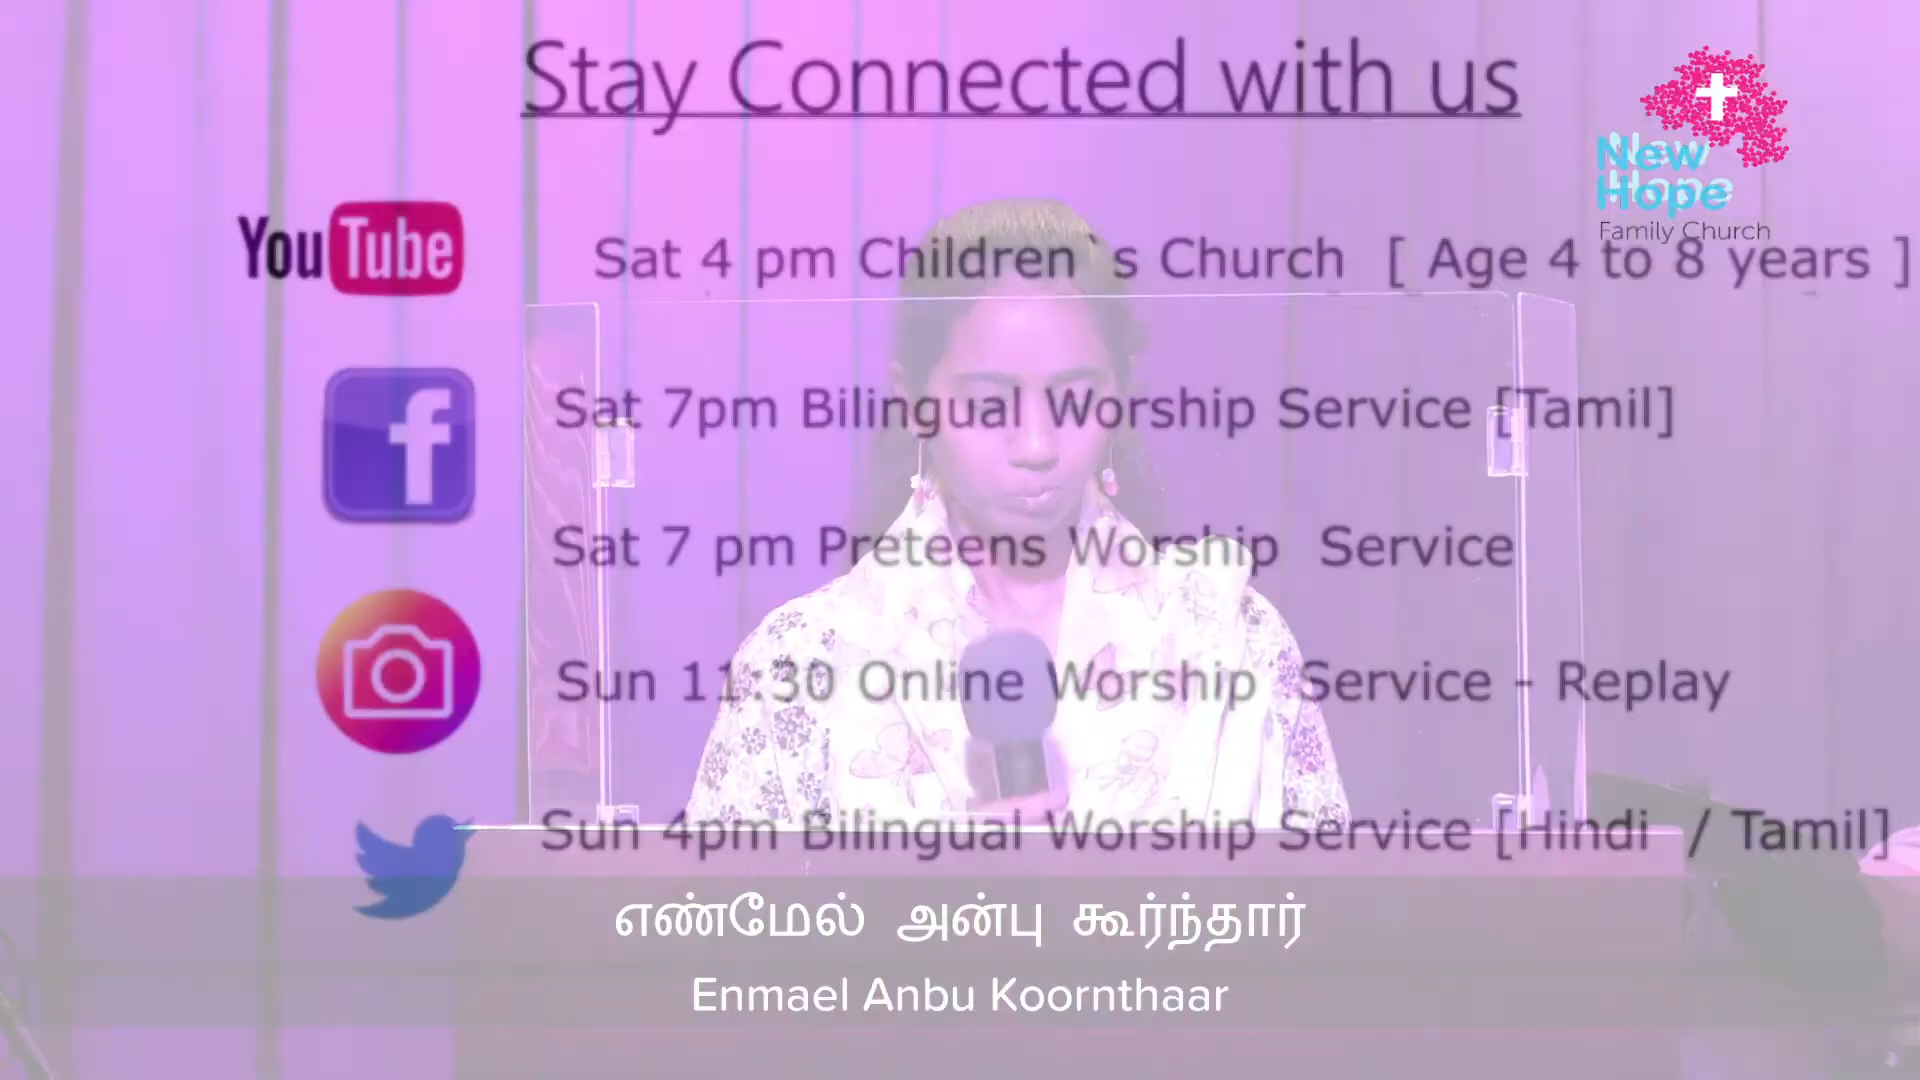 Stay Connected with us
New
Hope
Family Church
YouTube
Sat 4 pm Children`s Church [ Age 4 to 8 years ]
Sat 7pm Bilingual Worship Service [Tamil]
Sat 7 pm Preteens Worship Service
Sun 11:30 Online Worship Service - Replay
Sun 4pm Bilingual Worship Service [Hindi / Tamil]
எண்மேல் அன்பு கூர்ந்தார்
Enmael Anbu Koornthaar